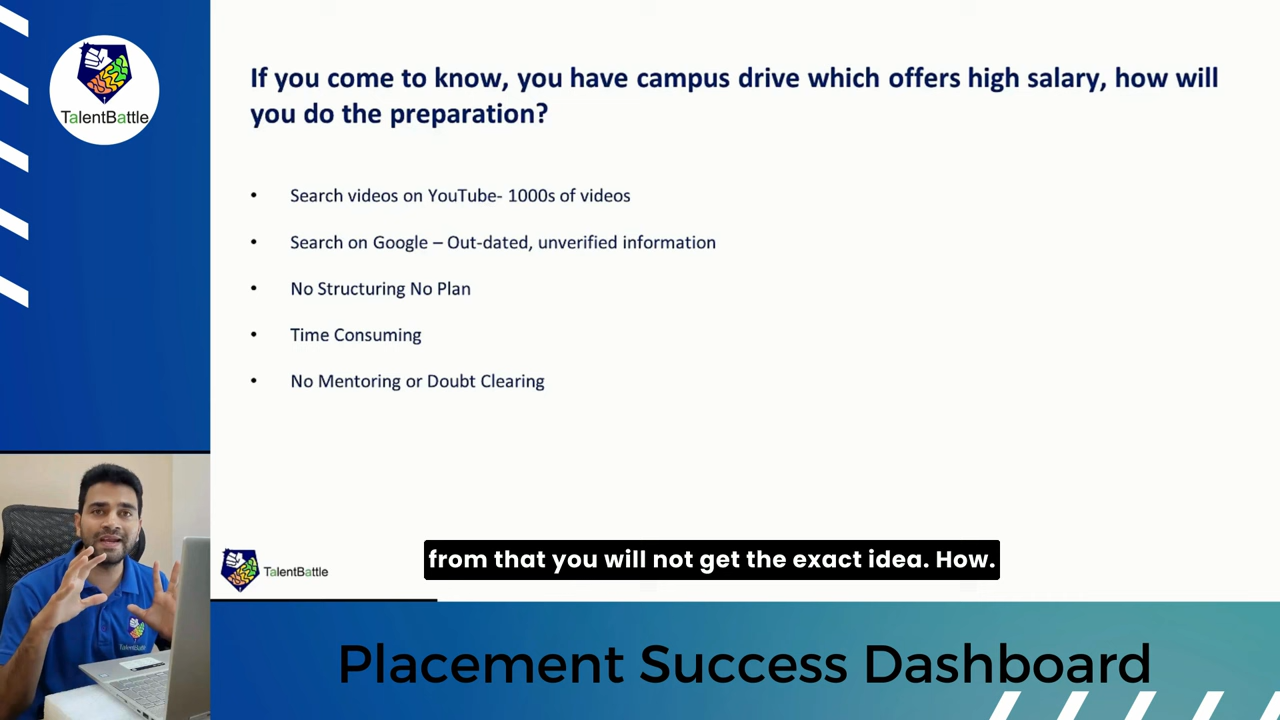 TalentBattle
If you come to know, you have campus drive which offers high salary, how will
you do the preparation?
• Search videos on YouTube- 1000s of videos
• Search on Google – Out-dated, unverified information
• No Structuring No Plan
• Time Consuming
• No Mentoring or Doubt Clearing
TalentBattle
from that you will not get the exact idea. How.
TalentBattle
Placement Success Dashboard